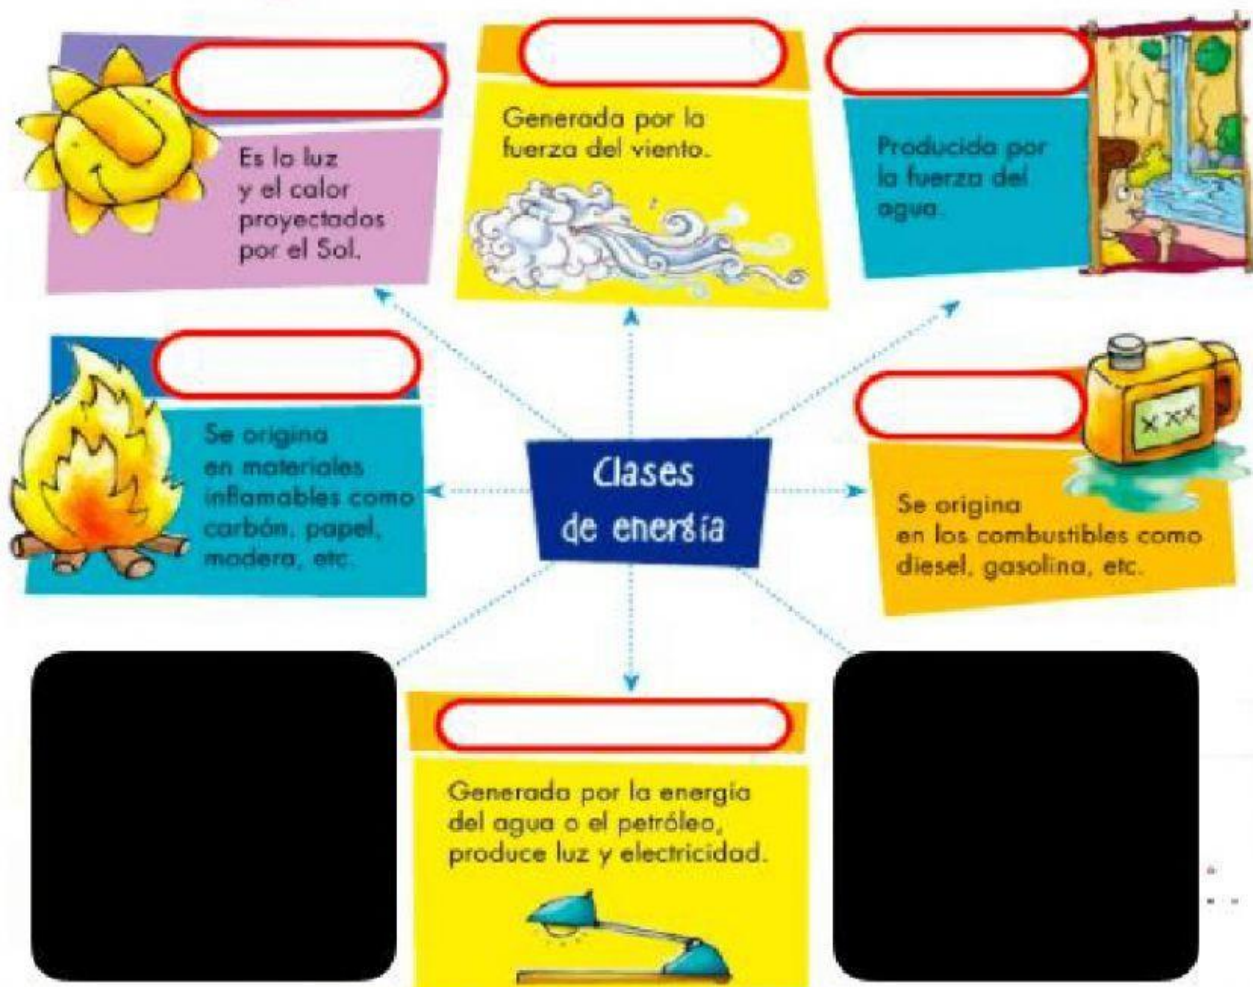 Es la luz
y el calor
proyectados
por el Sol.
Generada por la
fuerza del viento.
Producida por
la fuerza del
agua.
Se origina
en materiales
inflamables como
carbón, papel,
madera, etc.
Clases
de energía
xxx
Se origina
en los combustibles como
diesel, gasolina, etc.
Generada por la energía
del agua o el petróleo,
produce luz y electricidad.